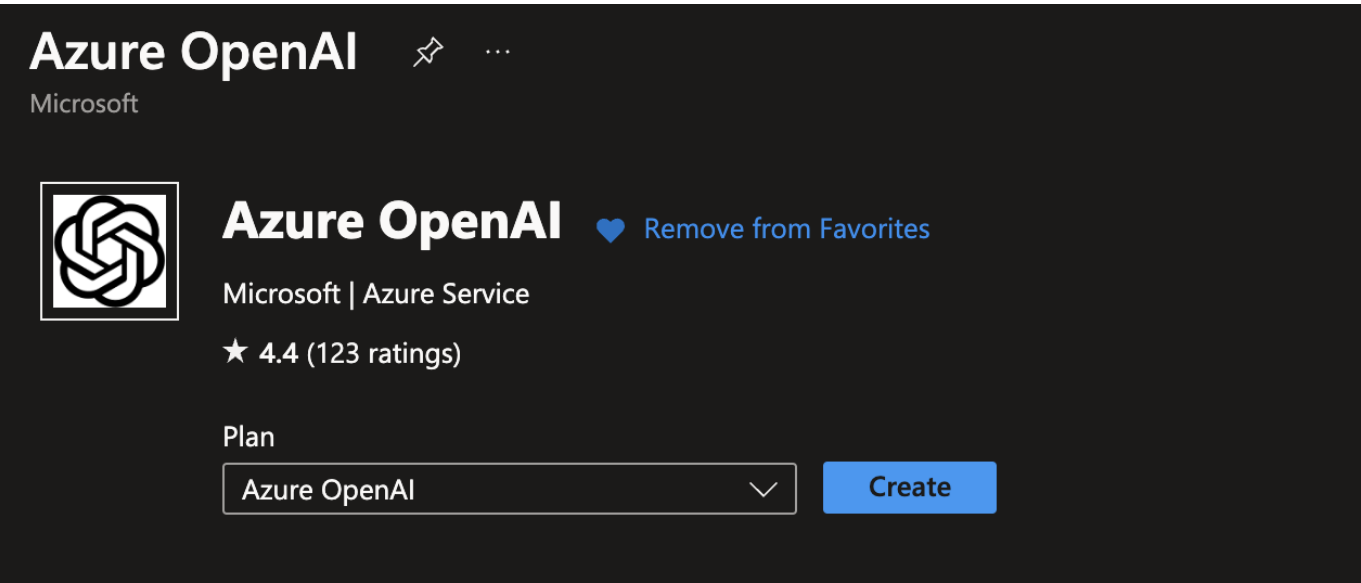 Azure OpenAI
Microsoft
Azure OpenAI Remove from Favorites
Microsoft | Azure Service
★ 4.4 (123 ratings)
Plan
Azure OpenAI Create